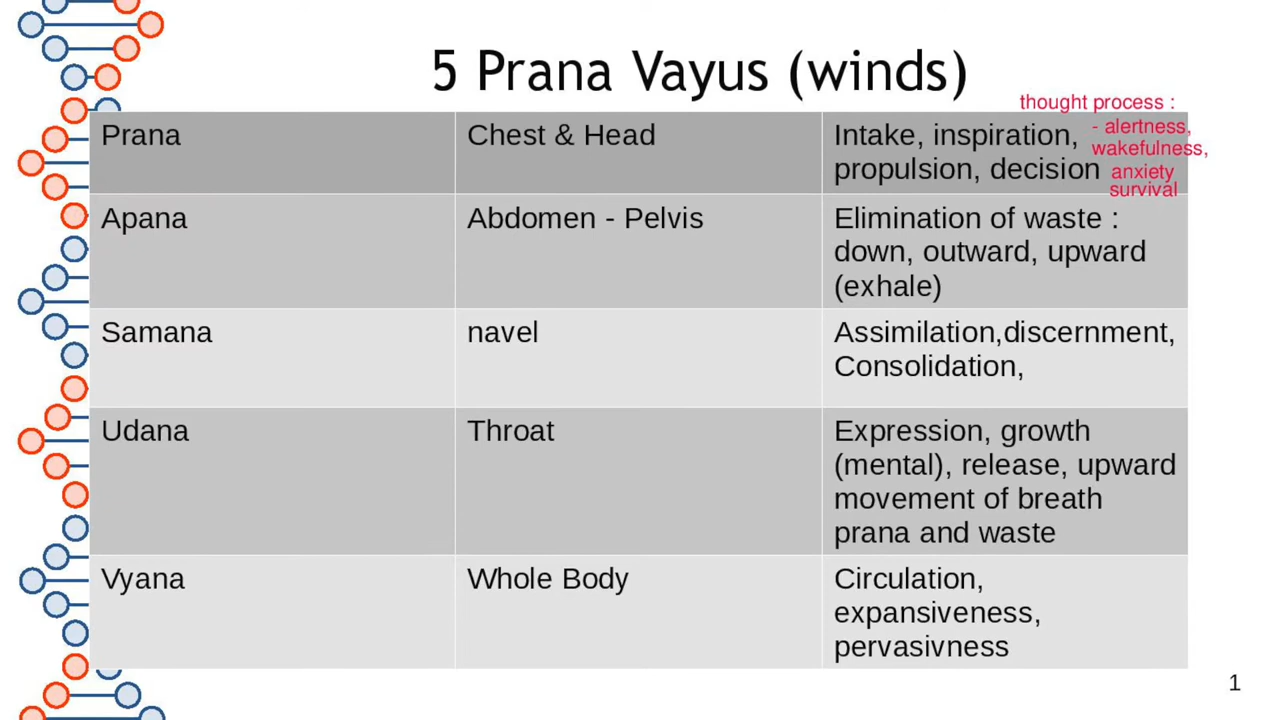 5 Prana Vayus (winds)
thought process :
- alertness,
wakefulness,
anxiety
survival
Prana
Chest & Head
Intake, inspiration,
propulsion, decision
Apana
Abdomen - Pelvis
Elimination of waste :
down, outward, upward
(exhale)
Samana
navel
Assimilation,discernment,
Consolidation,
Udana
Throat
Expression, growth
(mental), release, upward
movement of breath
prana and waste
Vyana
Whole Body
Circulation,
expansiveness,
pervasivness
1